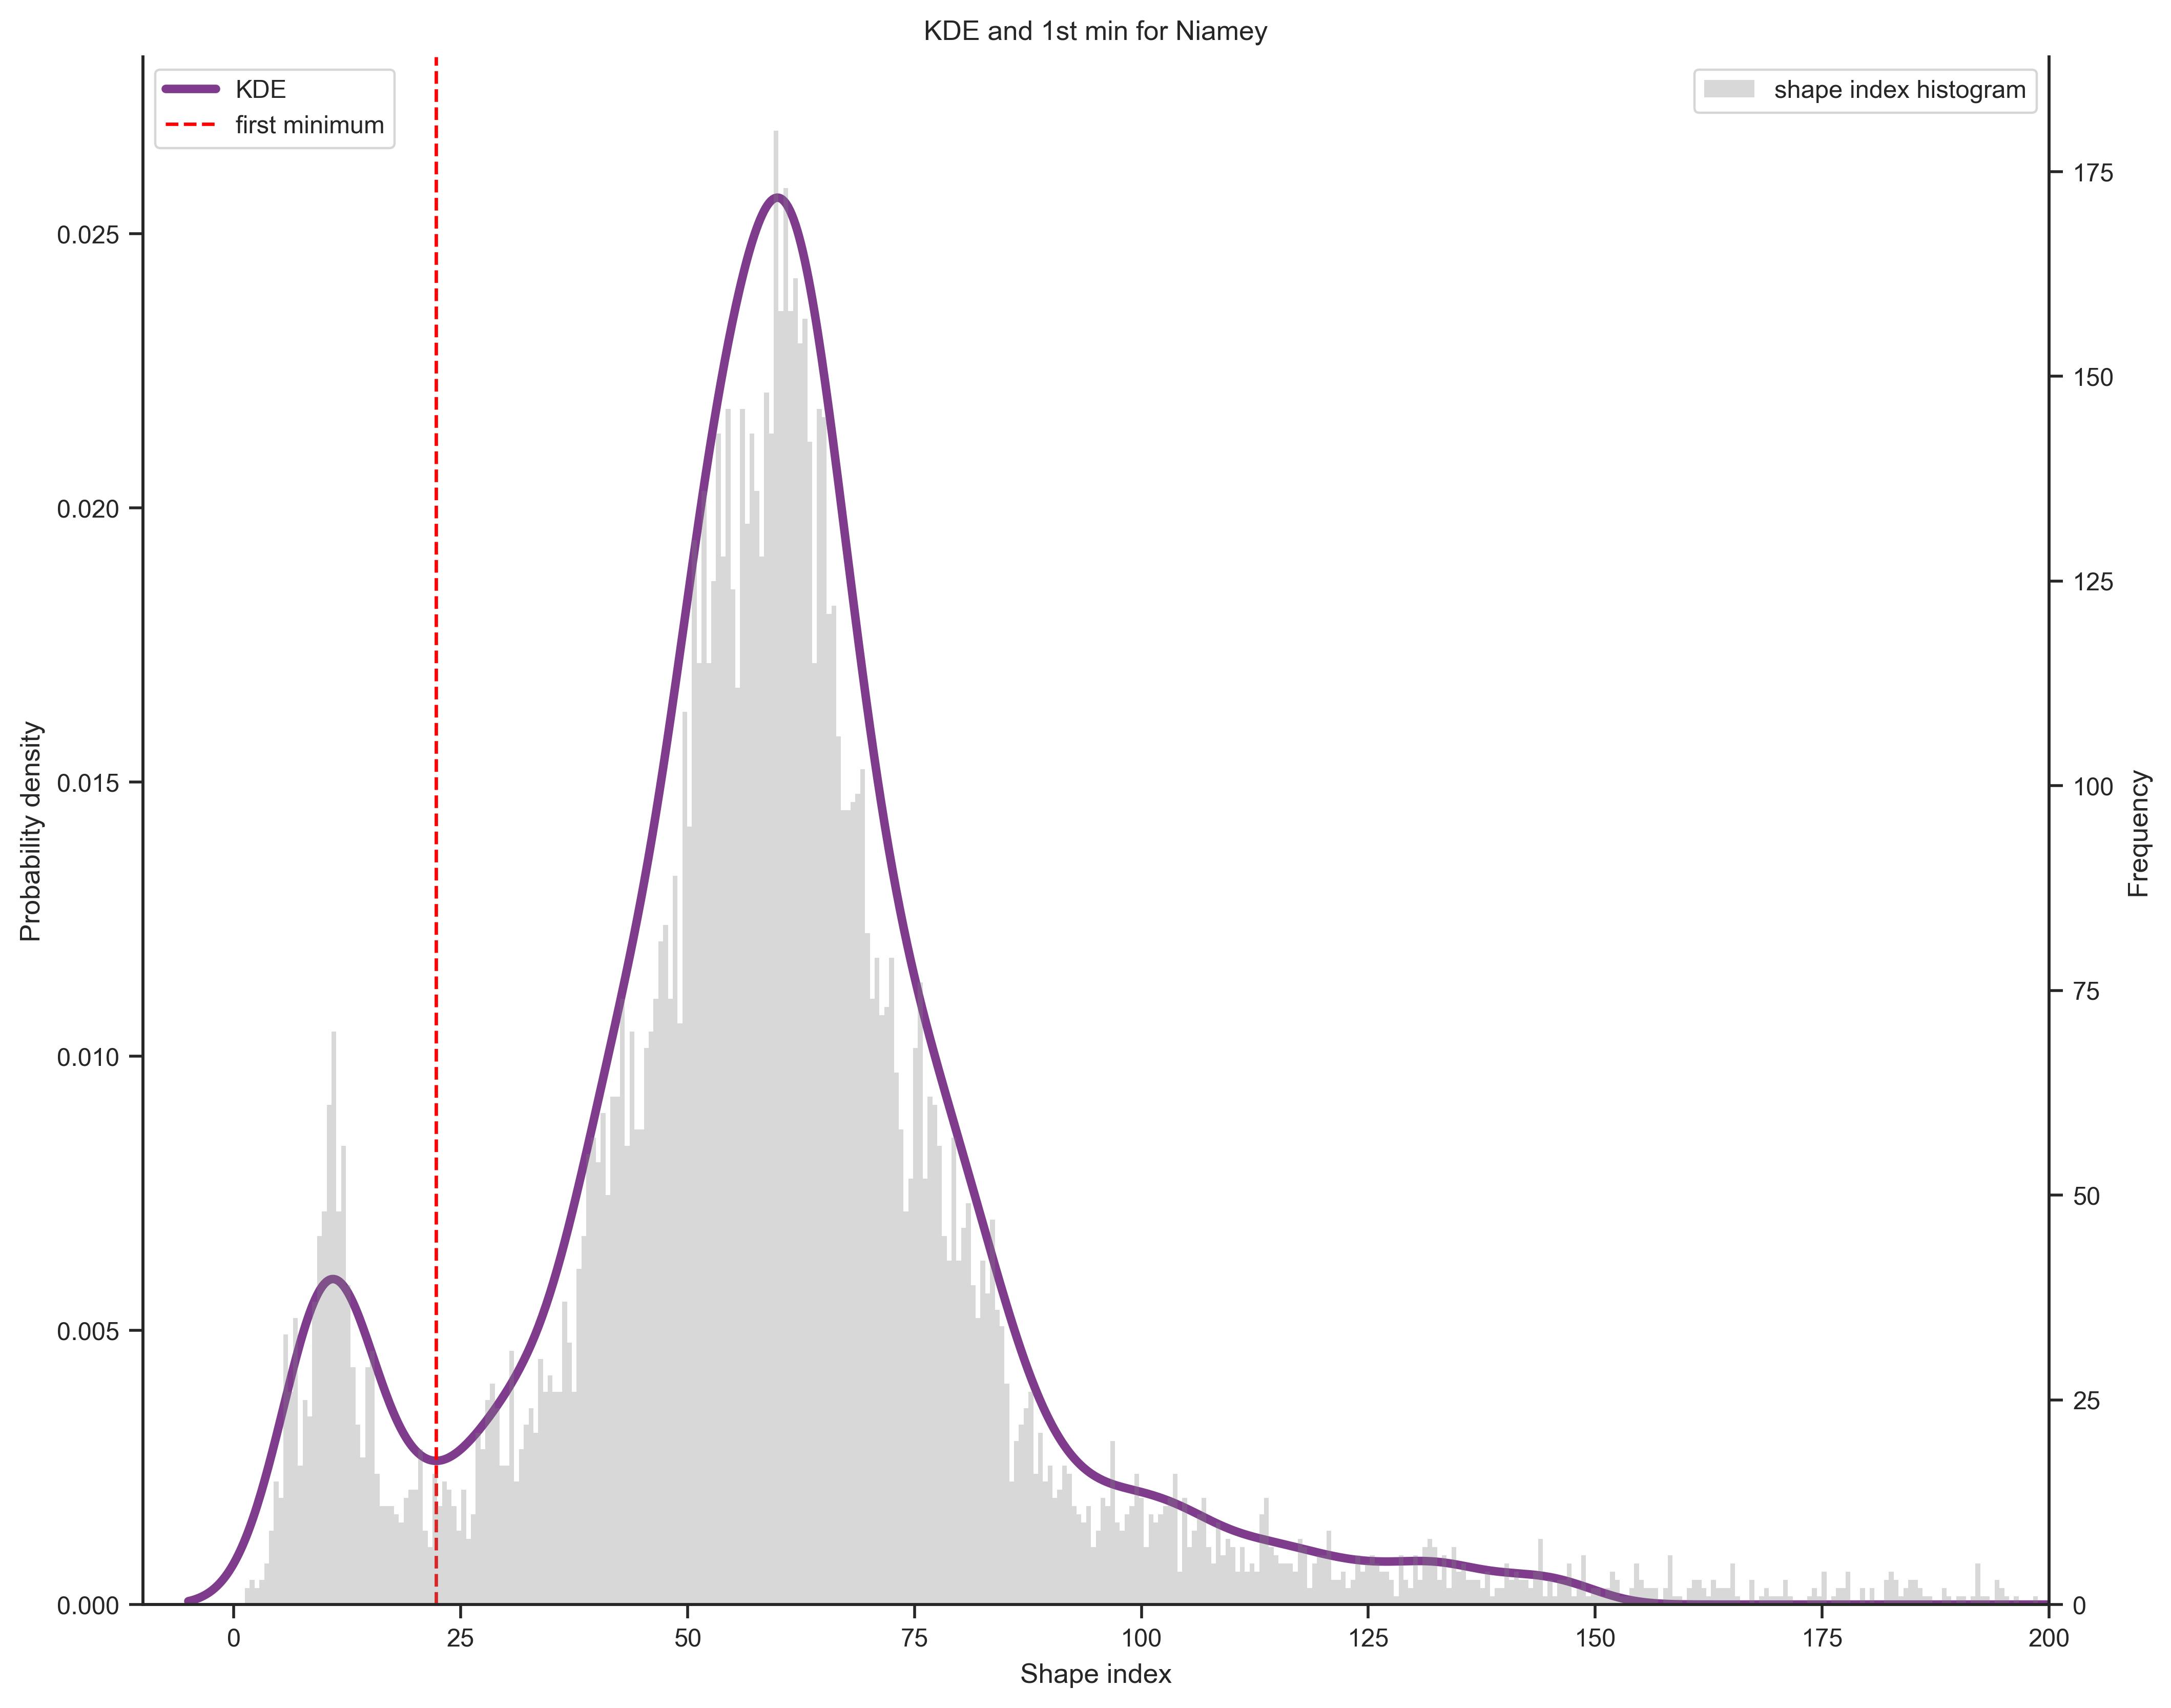 KDE and 1st min for Niamey
KDE
first minimum
shape index histogram
0.025
0.020
0.015
0.010
0.005
0.000
Probability density
175
150
125
100
75
50
25
0
Frequency
0 25 50 75 100 125 150 175 200
Shape index